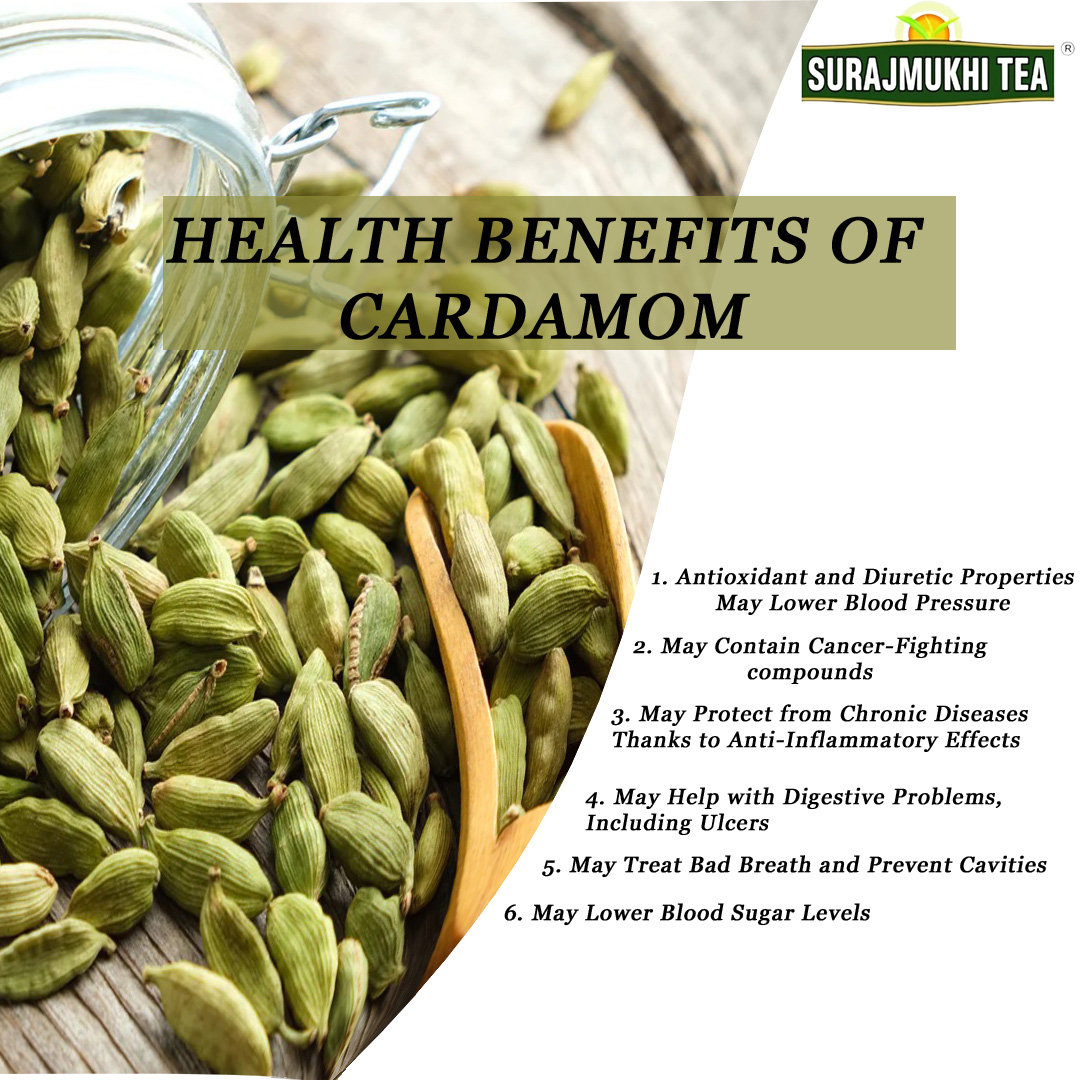 SURAJMUKHI TEA ®
HEALTH BENEFITS OF
CARDAMOM
1. Antioxidant and Diuretic Properties
May Lower Blood Pressure
2. May Contain Cancer-Fighting
compounds
3. May Protect from Chronic Diseases
Thanks to Anti-Inflammatory Effects
4. May Help with Digestive Problems,
Including Ulcers
5. May Treat Bad Breath and Prevent Cavities
6. May Lower Blood Sugar Levels